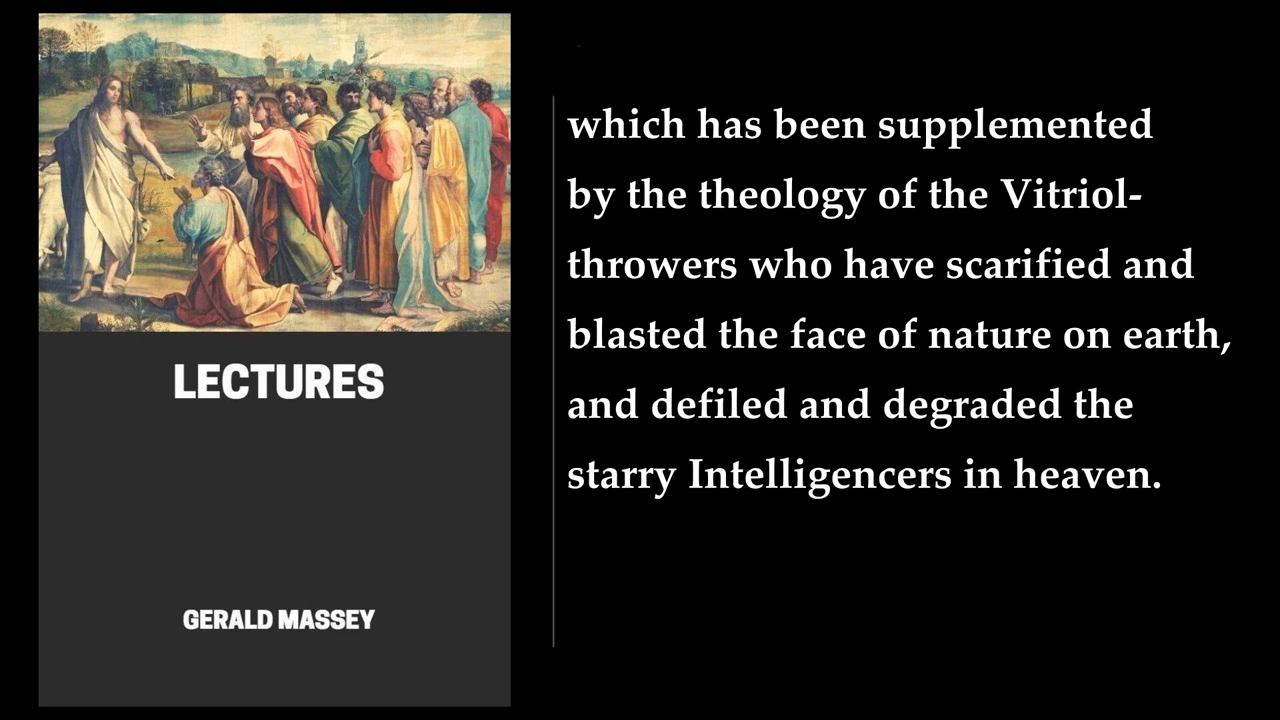 LECTURES
GERALD MASSEY
which has been supplemented
by the theology of the Vitriol-
throwers who have scarified and
blasted the face of nature on earth,
and defiled and degraded the
starry Intelligencers in heaven.